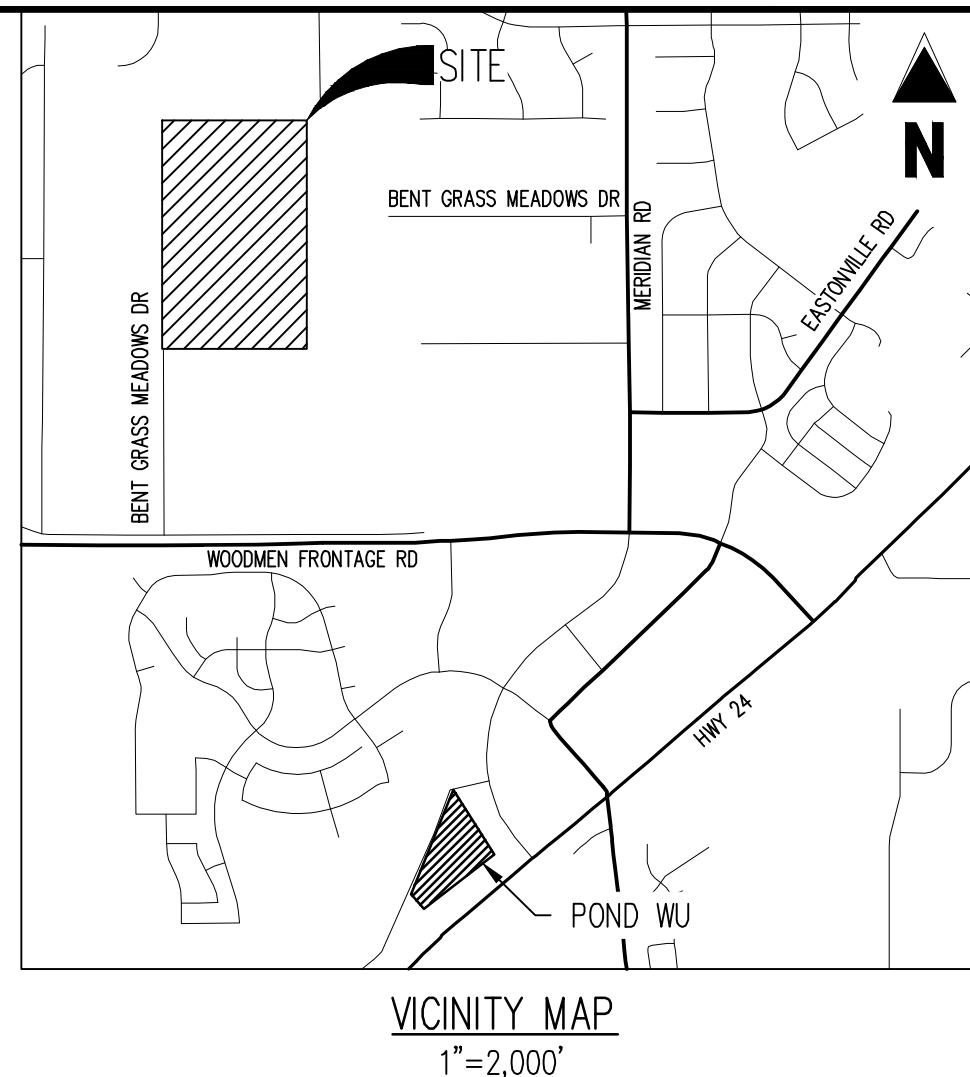 SITE
N
BENT GRASS MEADOWS DR
MERIDIAN RD
EASTONVILLE RD
BENT GRASS MEADOWS DR
WOODMEN FRONTAGE RD
HWY 24
POND WU
VICINITY MAP
1"=2,000'